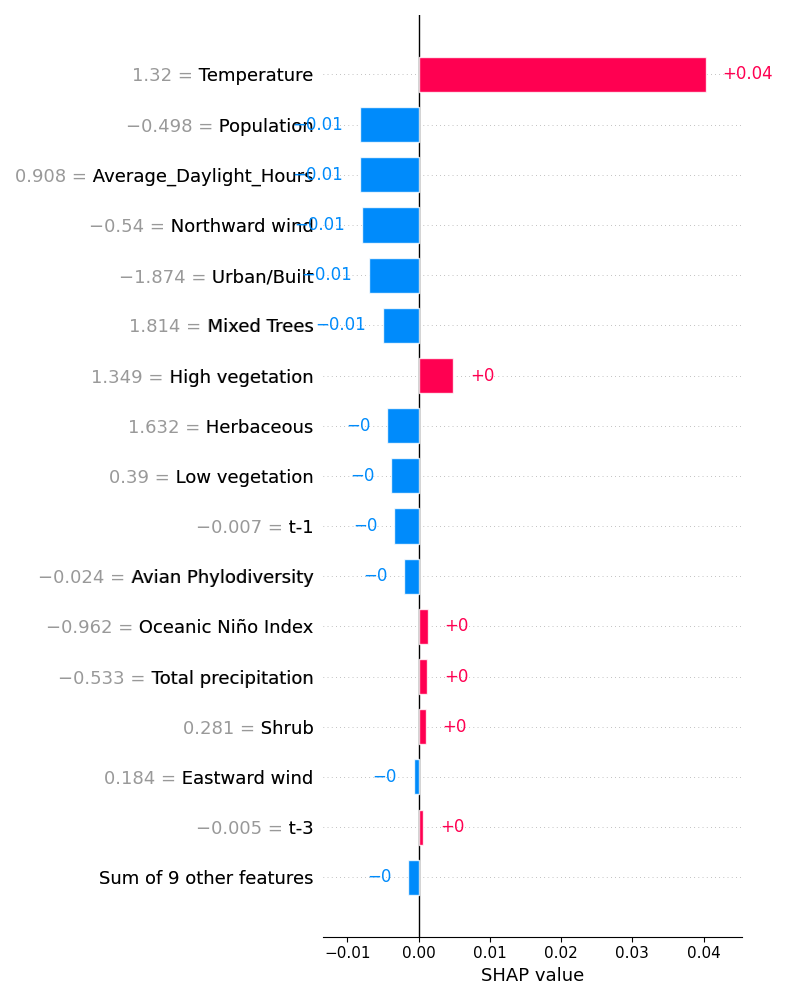 1.32 = Temperature +0.04
−0.498 = Population −0.01
0.908 = Average_Daylight_Hours −0.01
−0.54 = Northward wind −0.01
−1.874 = Urban/Built −0.01
1.814 = Mixed Trees −0.01
1.349 = High vegetation +0
1.632 = Herbaceous −0
0.39 = Low vegetation −0
−0.007 = t-1 −0
−0.024 = Avian Phylodiversity −0
−0.962 = Oceanic Niño Index +0
−0.533 = Total precipitation +0
0.281 = Shrub +0
0.184 = Eastward wind −0
−0.005 = t-3 +0
Sum of 9 other features −0
−0.01 0.00 0.01 0.02 0.03 0.04
SHAP value